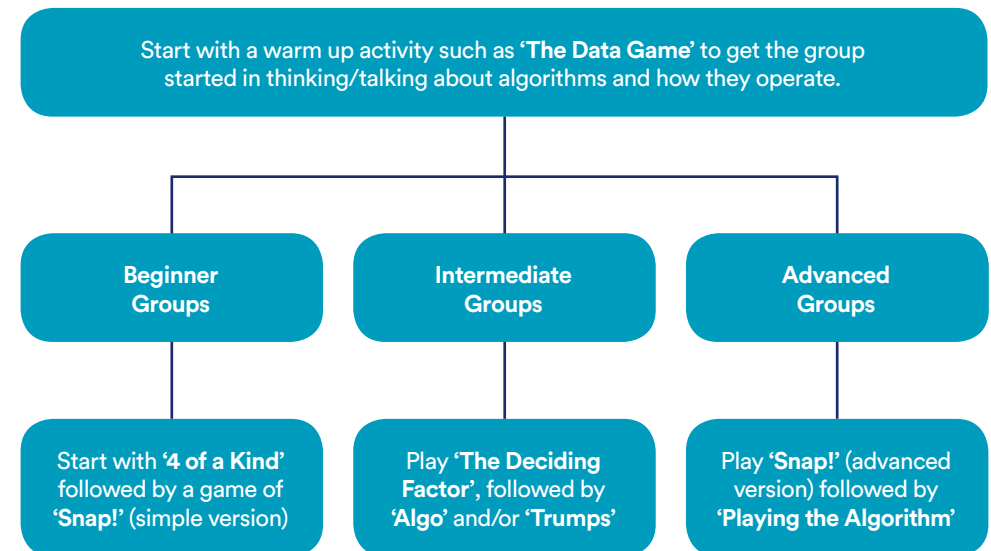 Start with a warm up activity such as ‘The Data Game’ to get the group
started in thinking/talking about algorithms and how they operate.
Beginner
Groups
Intermediate
Groups
Advanced
Groups
Start with ‘4 of a Kind’
followed by a game of
‘Snap!’ (simple version)
Play ‘The Deciding
Factor’, followed by
‘Algo’ and/or ‘Trumps’
Play ‘Snap!’ (advanced
version) followed by
‘Playing the Algorithm’